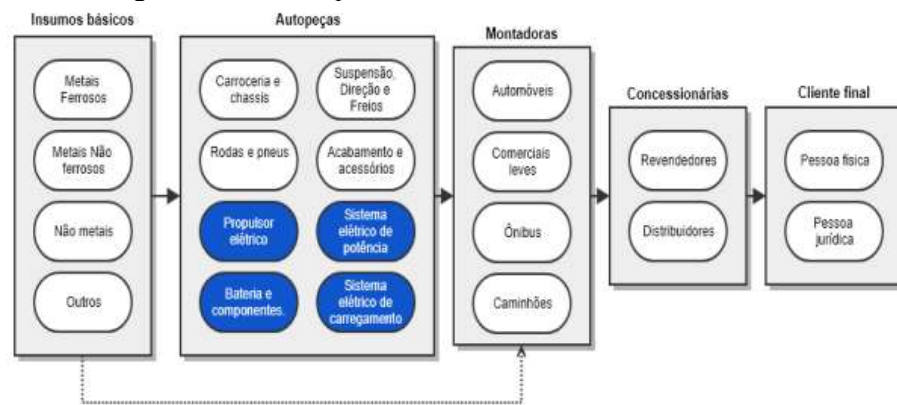 Insumos básicos
Metais
Ferrosos
Metais Não
ferrosos
Não metais
Outros
Autopeças
Carroceria e
chassis
Suspensão,
Direção e
Freios
Rodas e pneus
Acabamento e
acessórios
Propulsor
elétrico
Sistema
elétrico de
potência
Bateria e
componentes.
Sistema
elétrico de
carregamento
Montadoras
Automóveis
Comerciais
leves
Ônibus
Caminhões
Concessionárias
Revendedores
Distribuidores
Cliente final
Pessoa física
Pessoa
jurídica